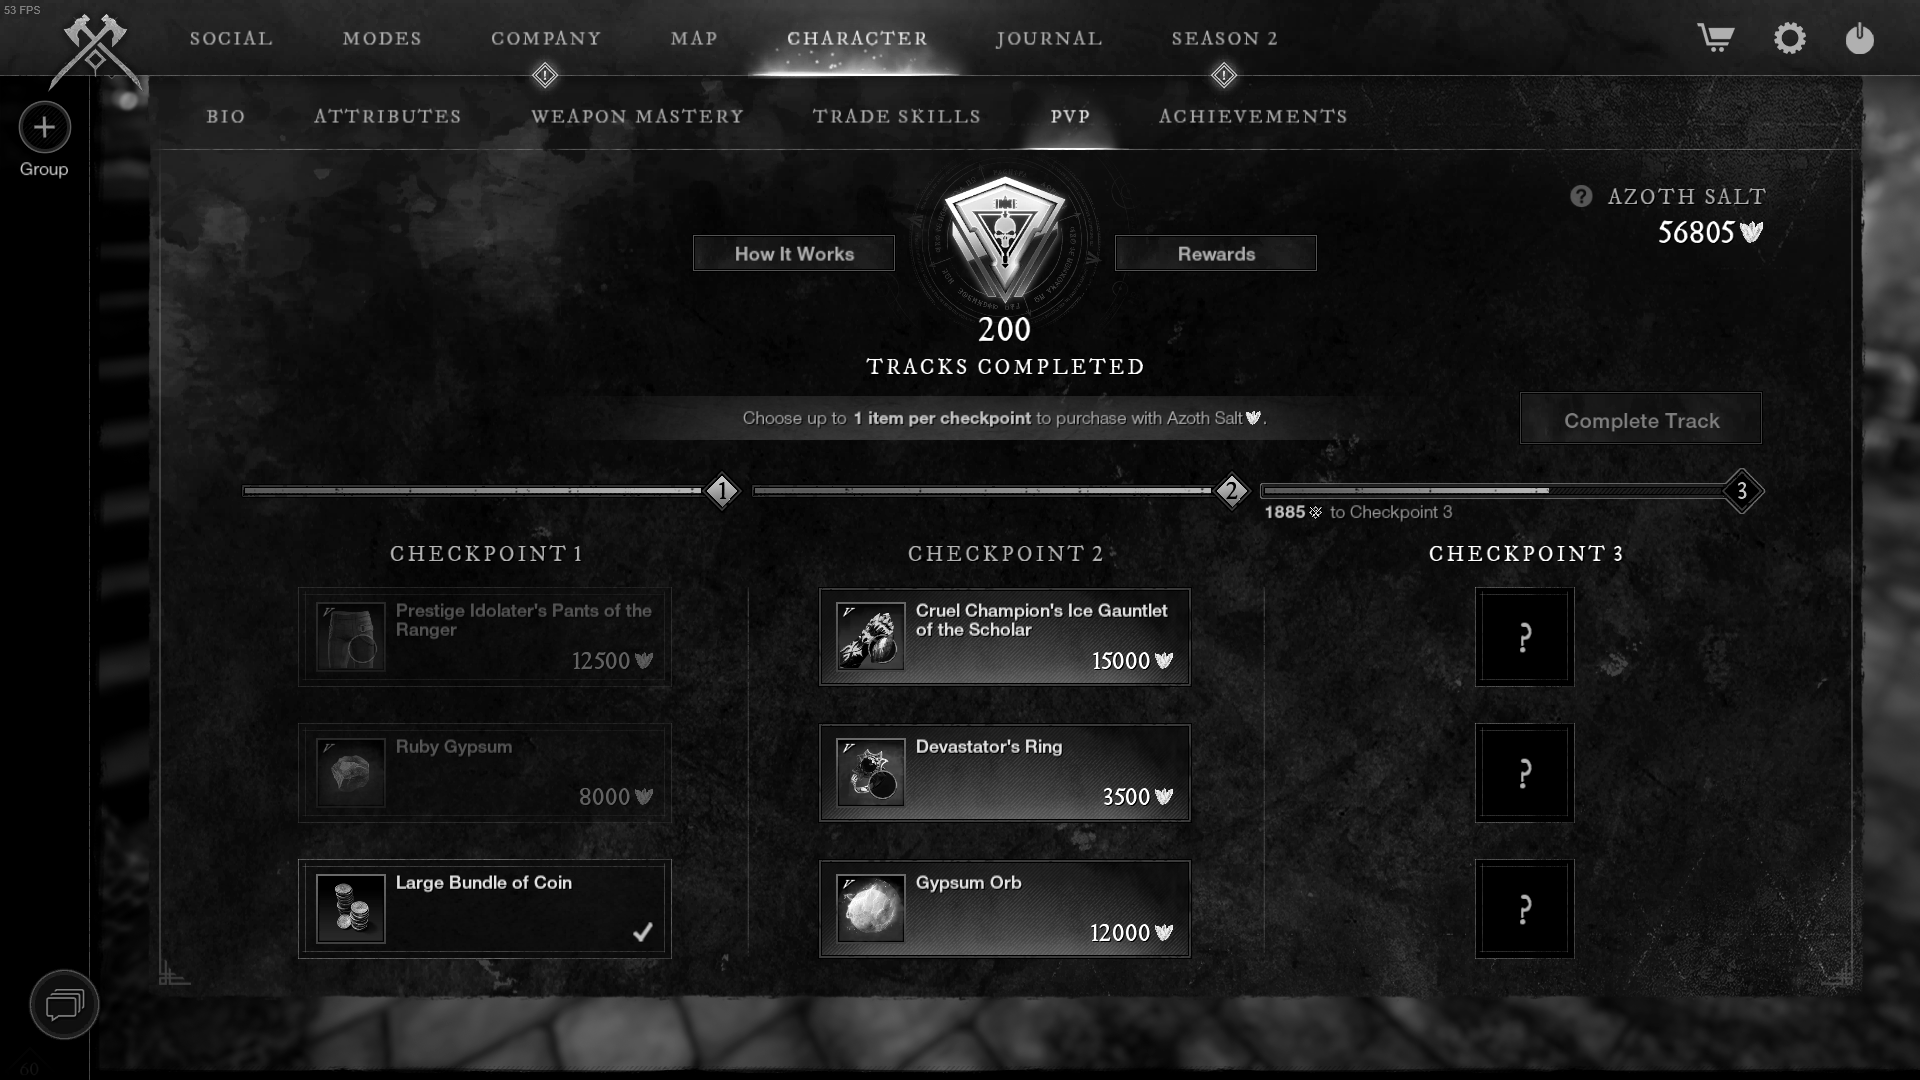 53 FPS
SOCIAL
MODES
COMPANY
MAP
CHARACTER
JOURNAL
SEASON 2
Group
BIO
ATTRIBUTES
WEAPON MASTERY
TRADE SKILLS
PVP
ACHIEVEMENTS
? AZOTH SALT
56805
How It Works
Rewards
200
TRACKS COMPLETED
Choose up to 1 item per checkpoint to purchase with Azoth Salt .
Complete Track
1
2
3
1885 to Checkpoint 3
CHECKPOINT 1
CHECKPOINT 2
CHECKPOINT 3
V
Prestige Idolater's Pants of the
Ranger
12500
V
Cruel Champion's Ice Gauntlet
of the Scholar
15000
?
V
Ruby Gypsum
8000
V
Devastator's Ring
3500
?
Large Bundle of Coin
V
Gypsum Orb
12000
?
60